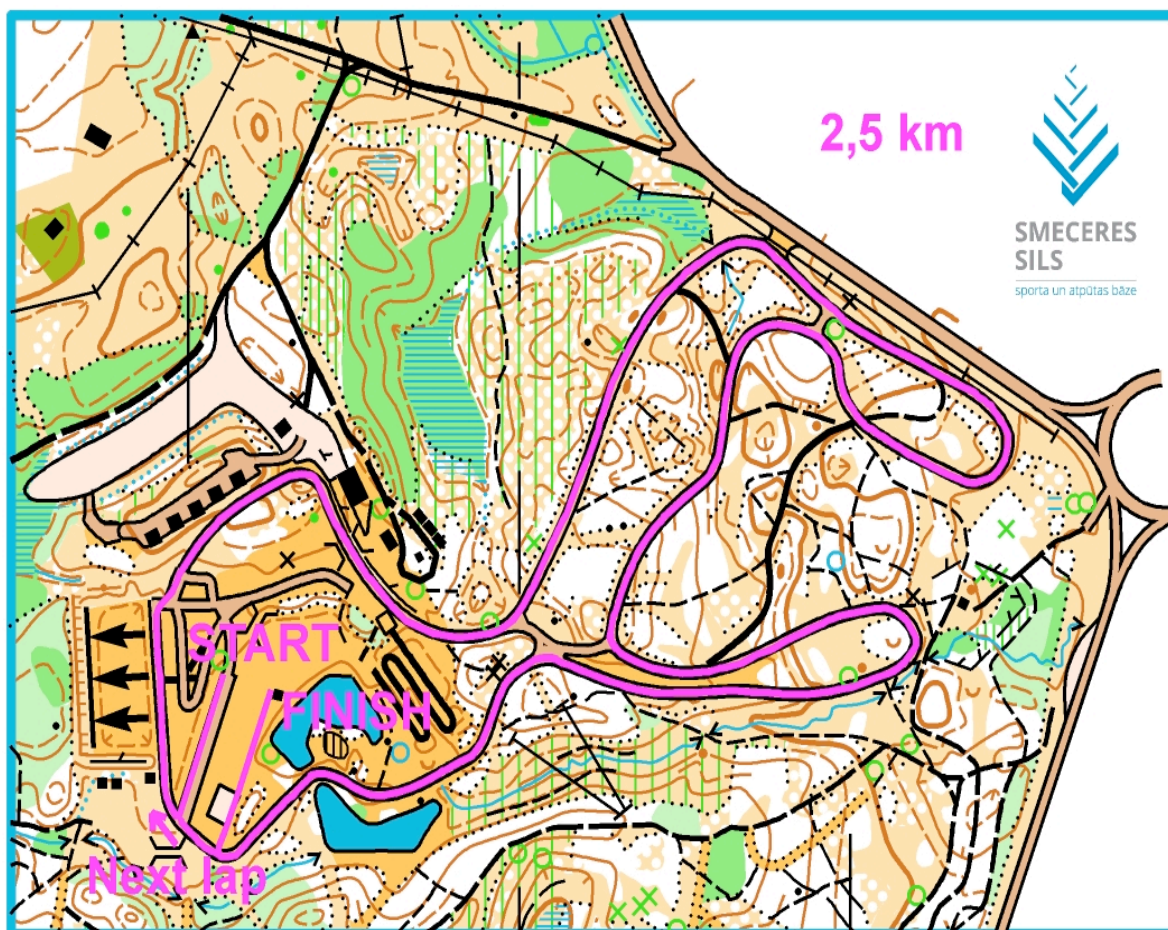 2,5 km
SMECERES
SILS
sporta un atpūtas bāze
START
FINISH
Next lap